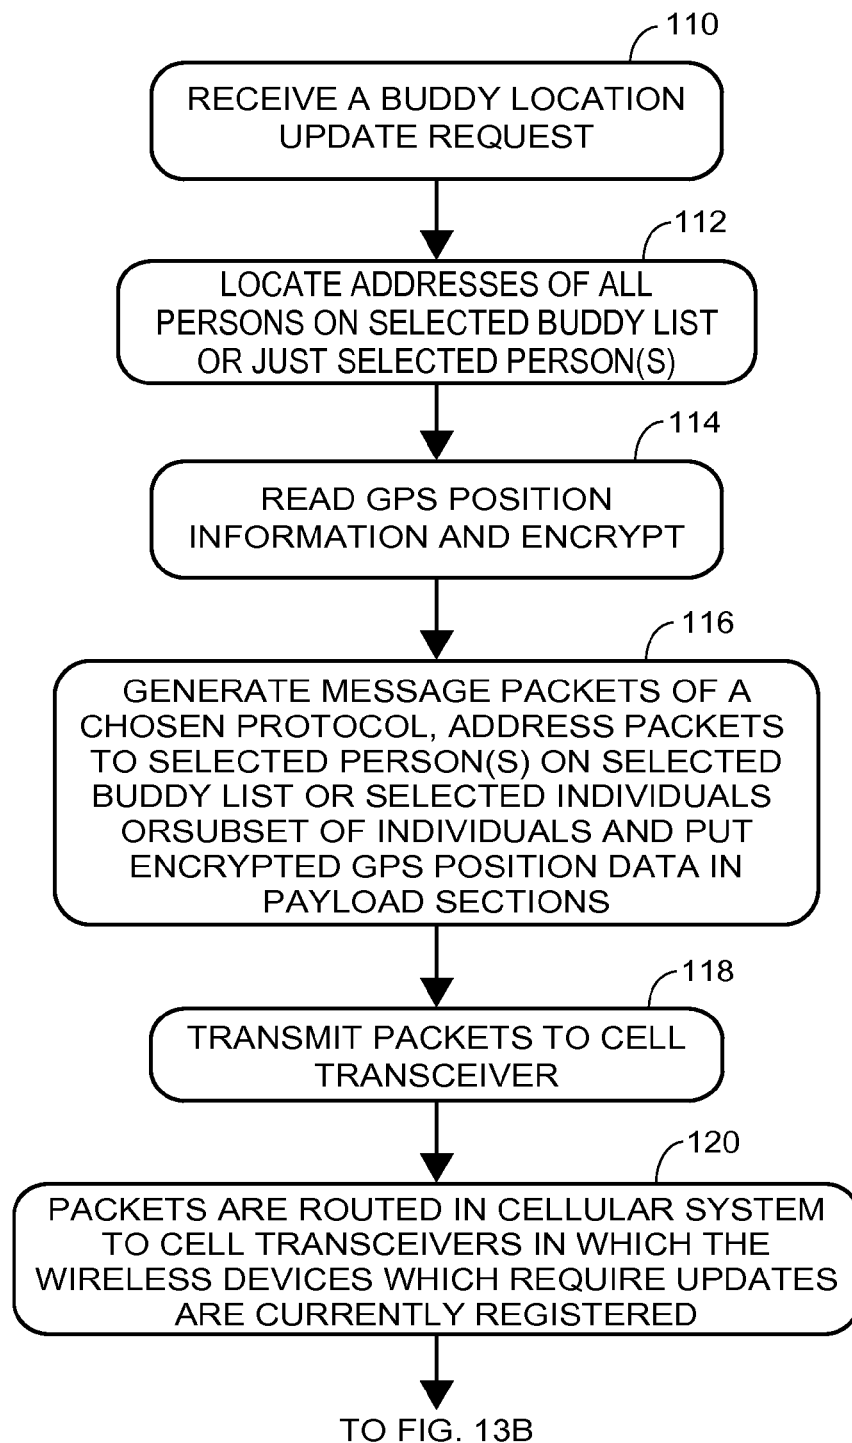 110
RECEIVE A BUDDY LOCATION
UPDATE REQUEST
112
LOCATE ADDRESSES OF ALL
PERSONS ON SELECTED BUDDY LIST
OR JUST SELECTED PERSON(S)
114
READ GPS POSITION
INFORMATION AND ENCRYPT
116
GENERATE MESSAGE PACKETS OF A
CHOSEN PROTOCOL, ADDRESS PACKETS
TO SELECTED PERSON(S) ON SELECTED
BUDDY LIST OR SELECTED INDIVIDUALS
ORSUBSET OF INDIVIDUALS AND PUT
ENCRYPTED GPS POSITION DATA IN
PAYLOAD SECTIONS
118
TRANSMIT PACKETS TO CELL
TRANSCEIVER
120
PACKETS ARE ROUTED IN CELLULAR SYSTEM
TO CELL TRANSCEIVERS IN WHICH THE
WIRELESS DEVICES WHICH REQUIRE UPDATES
ARE CURRENTLY REGISTERED
TO FIG. 13B